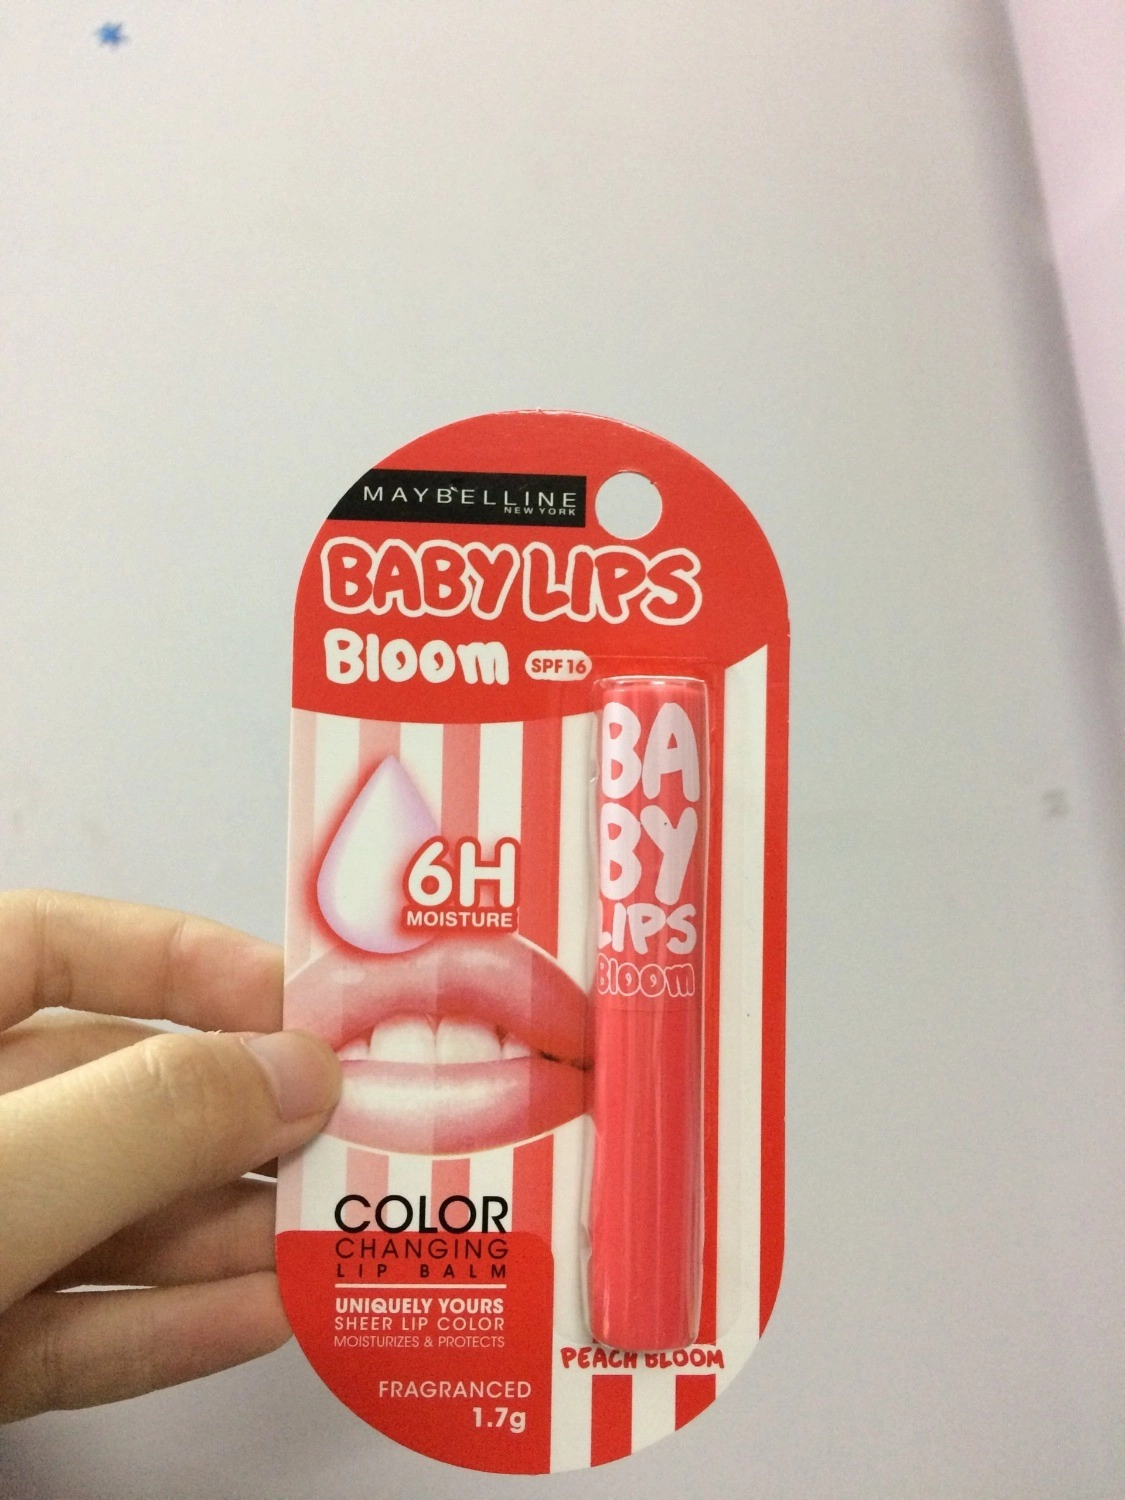 MAYBELLINE
NEW YORK
BABY LIPS
Bloom SPF 16
6H
MOISTURE
BA
BY
LIPS
Bloom
COLOR
CHANGING
LIP BALM
UNIQUELY YOURS
SHEER LIP COLOR
MOISTURIZES & PROTECTS
PEACH BLOOM
FRAGRANCED
1.7g